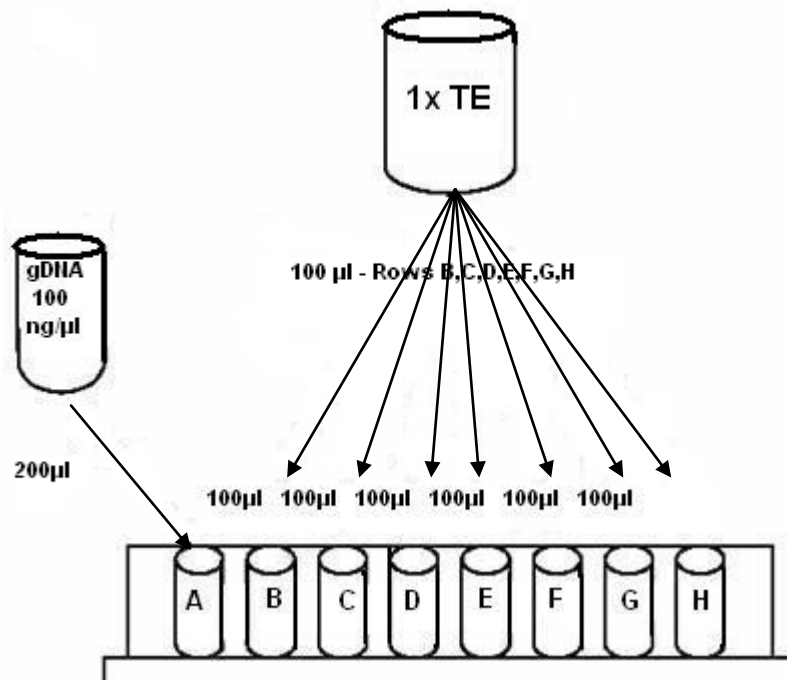 1x TE
100 µl - Rows B,C,D,E,F,G,H
gDNA
100
ng/µl
200µl
100µl 100µl 100µl 100µl 100µl 100µl
A B C D E F G H